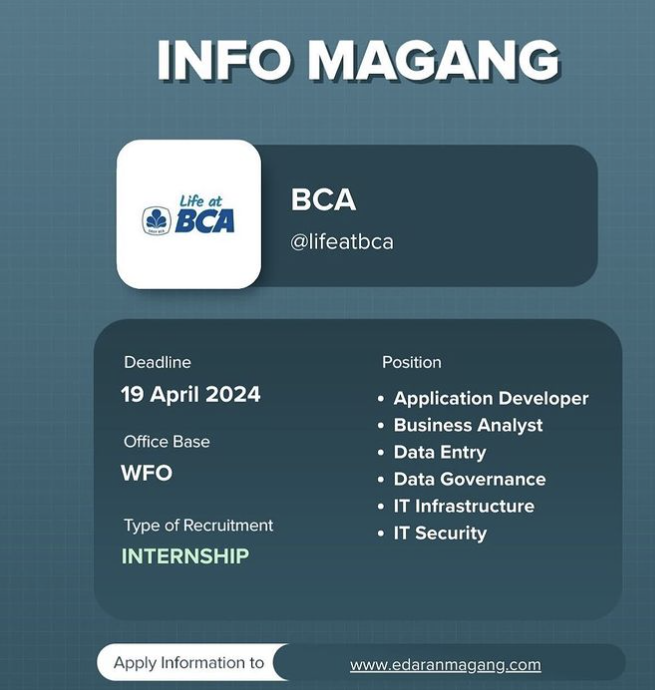 INFO MAGANG
Life at
BCA
BCA
@lifeatbca
Deadline
19 April 2024
Office Base
WFO
Type of Recruitment
INTERNSHIP
Position
• Application Developer
• Business Analyst
• Data Entry
• Data Governance
• IT Infrastructure
• IT Security
Apply Information to
www.edaranmagang.com